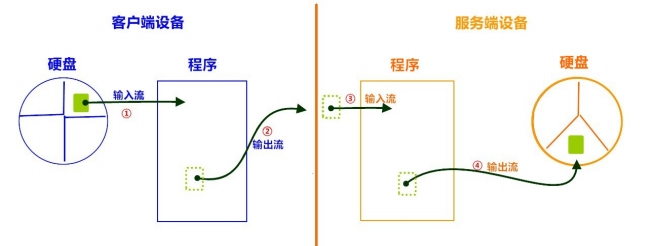 客户端设备
服务端设备
硬盘
程序
程序
硬盘
输入流
①
②
输出流
③ 输入流
④ 输出流